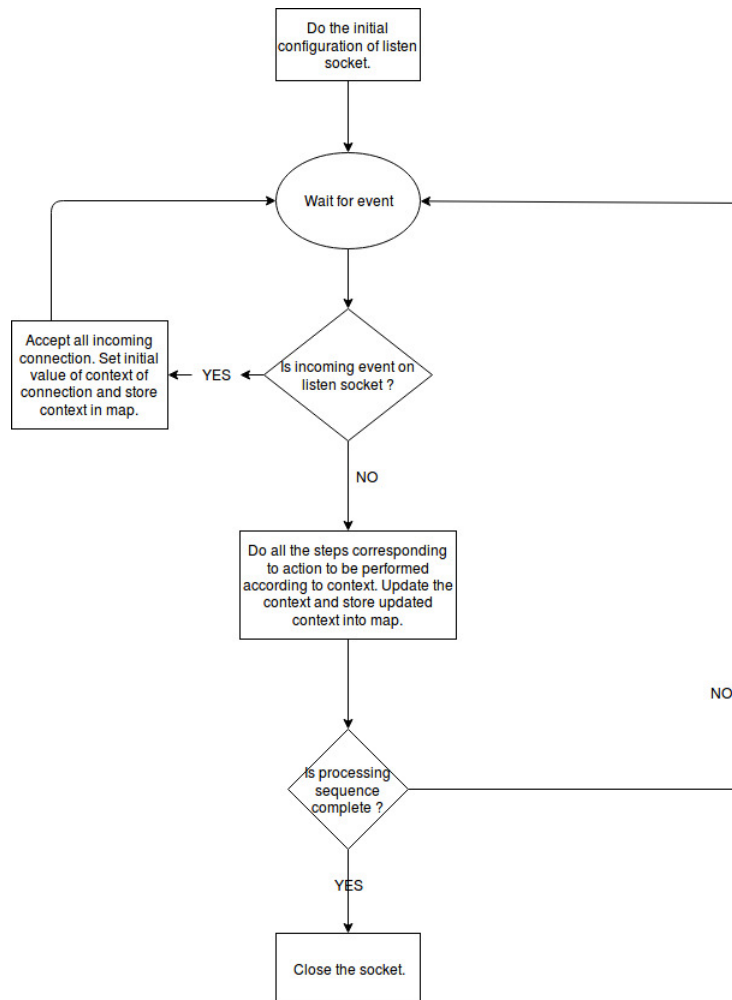 Do the initial
configuration of listen
socket.
Wait for event
Is incoming event on
listen socket ?
YES
Accept all incoming
connection. Set initial
value of context of
connection and store
context in map.
NO
Do all the steps corresponding
to action to be performed
according to context. Update the
context and store updated
context into map.
Is processing
sequence
complete ?
NO
YES
Close the socket.